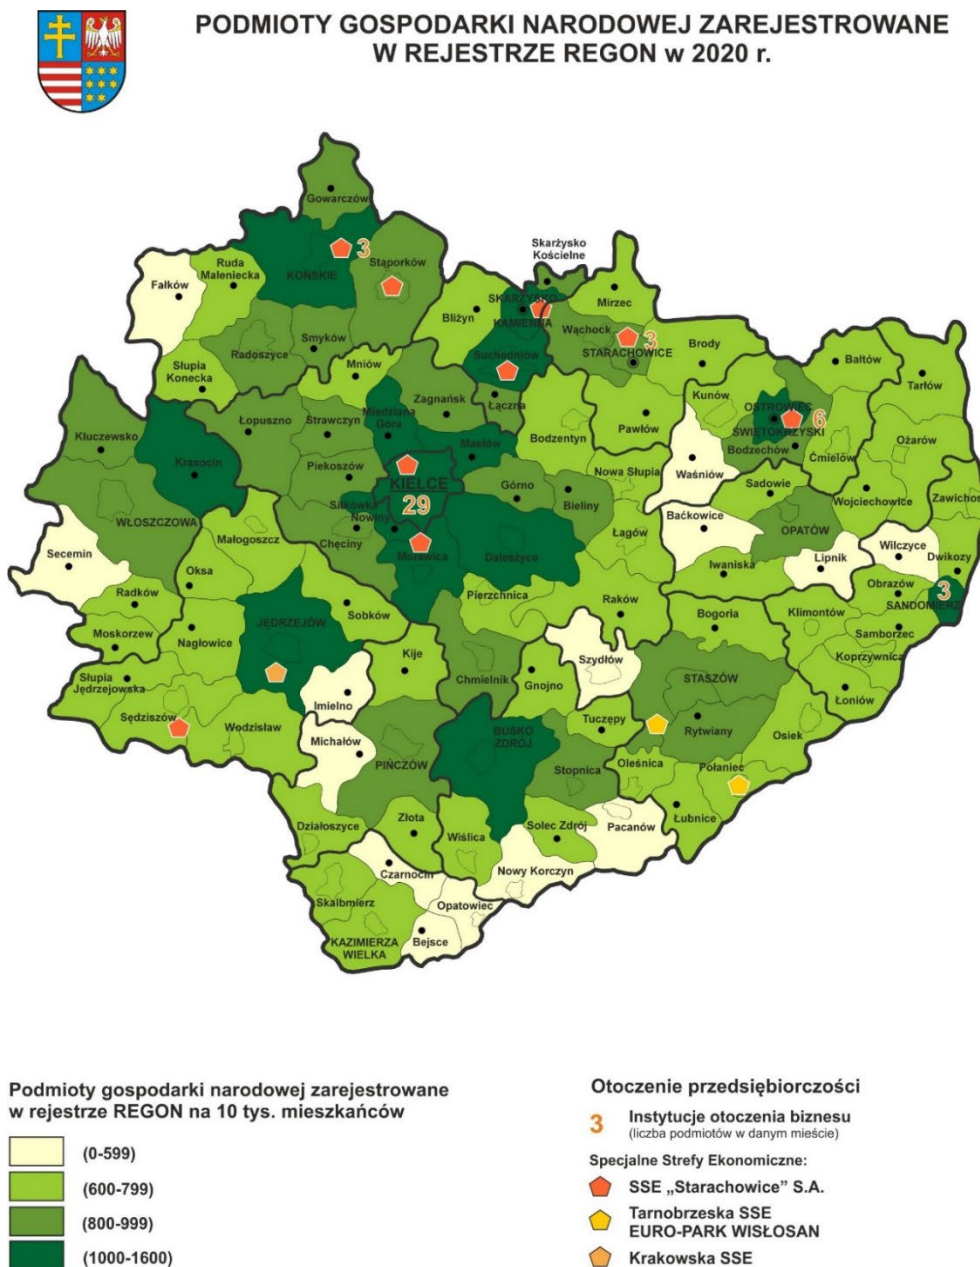 PODMIOTY GOSPODARKI NARODOWEJ ZAREJESTROWANE
W REJESTRZE REGON w 2020 r.
Gowarczów
Skarżysko
Kościelne
KOŃSKIE
3
Stąporków
Ruda
Maleniecka
Fałków
SKARŻYSKO
KAMIENNA
Mirzec
Bliżyn
Wąchock
3
STARACHOWICE
Smyków
Radoszyce
Suchedniów
Brody
Bałtów
Słupia
Konecka
Mniów
Zagnańsk
Łączna
Kunów
Tarłów
Łopuszno
Strawczyn
Miedziana
Góra
Bodzentyn
Pawłów
OSTROWIEC
ŚWIĘTOKRZYSKI
6
Kluczewsko
Krasocin
Masłów
Bodzechów
Ćmielów
Ożarów
Piekoszów
KIELCE
29
Górno
Nowa Słupia
Waśniów
Sadowie
Wojciechowice
Zawichost
WŁOSZCZOWA
Sitkówka
Nowiny
Bieliny
Baćkowice
OPATÓW
Małogoszcz
Chęciny
Morawica
Daleszyce
Łagów
Secemin
Iwaniska
Lipnik
Wilczyce
Dwikozy
Oksa
Radków
Pierzchnica
Raków
Obrazów
3
SANDOMIERZ
Moskorzew
Nagłowice
JĘDRZEJÓW
Sobków
Bogoria
Klimontów
Samborzec
Koprzywnica
Kije
Szydłów
Słupia
Jędrzejowska
Chmielnik
Gnojno
STASZÓW
Łoniów
Sędziszów
Wodzisław
Imielno
Tuczępy
Rytwiany
Osiek
Michałów
PIŃCZÓW
BUSKO
ZDRÓJ
Stopnica
Oleśnica
Połaniec
Działoszyce
Złota
Wiślica
Solec Zdrój
Pacanów
Łubnice
Czarnocin
Nowy Korczyn
Skalbmierz
Opatowiec
KAZIMIERZA
WIELKA
Bejsce
Podmioty gospodarki narodowej zarejestrowane
w rejestrze REGON na 10 tys. mieszkańców
(0-599)
(600-799)
(800-999)
(1000-1600)
Otoczenie przedsiębiorczości
3 Instytucje otoczenia biznesu
(liczba podmiotów w danym mieście)
Specjalne Strefy Ekonomiczne:
SSE „Starachowice” S.A.
Tarnobrzeska SSE
EURO-PARK WISŁOSAN
Krakowska SSE